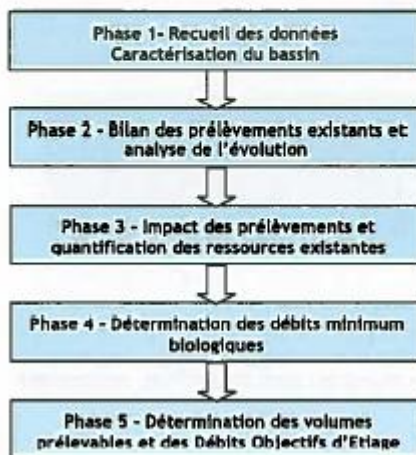 Phase 1- Recueil des données
Caractérisation du bassin
Phase 2 - Bilan des prélèvements existants et
analyse de l'évolution
Phase 3 - Impact des prélèvements et
quantification des ressources existantes
Phase 4 - Détermination des débits minimum
biologiques
Phase 5 - Détermination des volumes
prélevables et des Débits Objectifs d'Etiage